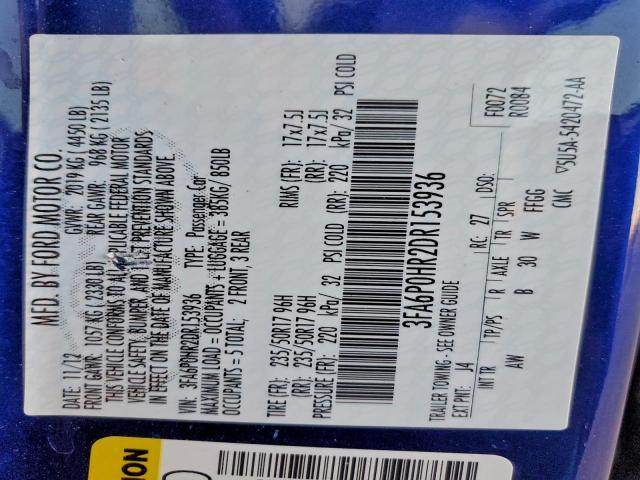 MFD. BY FORD MOTOR CO.
DATE: 11/12 GVWR: 2019 KG ( 4450 LB)
FRONT GAWR: 1057 KG ( 2330 LB) REAR GAWR: 968 KG ( 2135 LB)
THIS VEHICLE CONFORMS TO ALL APPLICABLE FEDERAL MOTOR
VEHICLE SAFETY, BUMPER, AND THEFT PREVENTION STANDARDS
IN EFFECT ON THE DATE OF MANUFACTURE SHOWN ABOVE.
VIN: 3FA6P0HR2DR153936 TYPE: Passenger Car
MAXIMUM LOAD = OCCUPANTS + LUGGAGE = 385KG/ 850LB
OCCUPANTS = 5 TOTAL; 2 FRONT, 3 REAR
TIRE (FR): 235/50R17 96H RIMS (FR): 17x7.5J
(RR): 235/50R17 96H (RR): 17x7.5J
PRESSURE (FR): 220 kPa/ 32 PSI COLD (RR): 220 kPa/ 32 PSI COLD
3FA6P0HR2DR153936
TRAILER TOWING - SEE OWNER GUIDE F0072
R0084
EXT PNT: J4 RC: 27 DSO:
INT TR TP/PS R AXLE TR SPR
AW B 30 W FFGG
CNC 5U5A-5420472-AA
ION